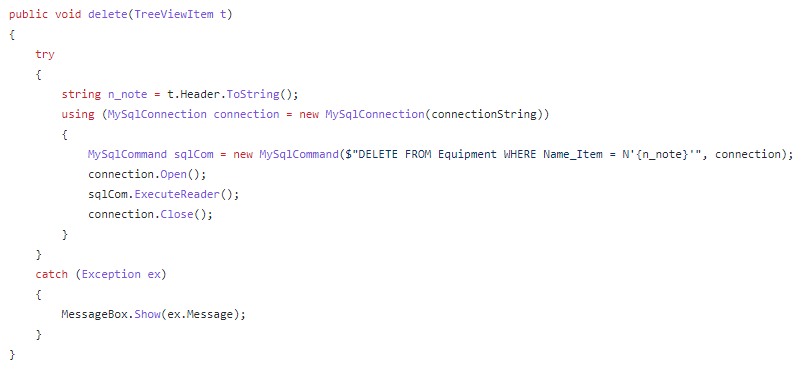 public void delete(TreeViewItem t)
{
    try
    {
        string n_note = t.Header.ToString();
        using (MySqlConnection connection = new MySqlConnection(connectionString))
        {
            MySqlCommand sqlCom = new MySqlCommand($"DELETE FROM Equipment WHERE Name_Item = N'{n_note}'", connection);
            connection.Open();
            sqlCom.ExecuteReader();
            connection.Close();
        }
    }
    catch (Exception ex)
    {
        MessageBox.Show(ex.Message);
    }
}